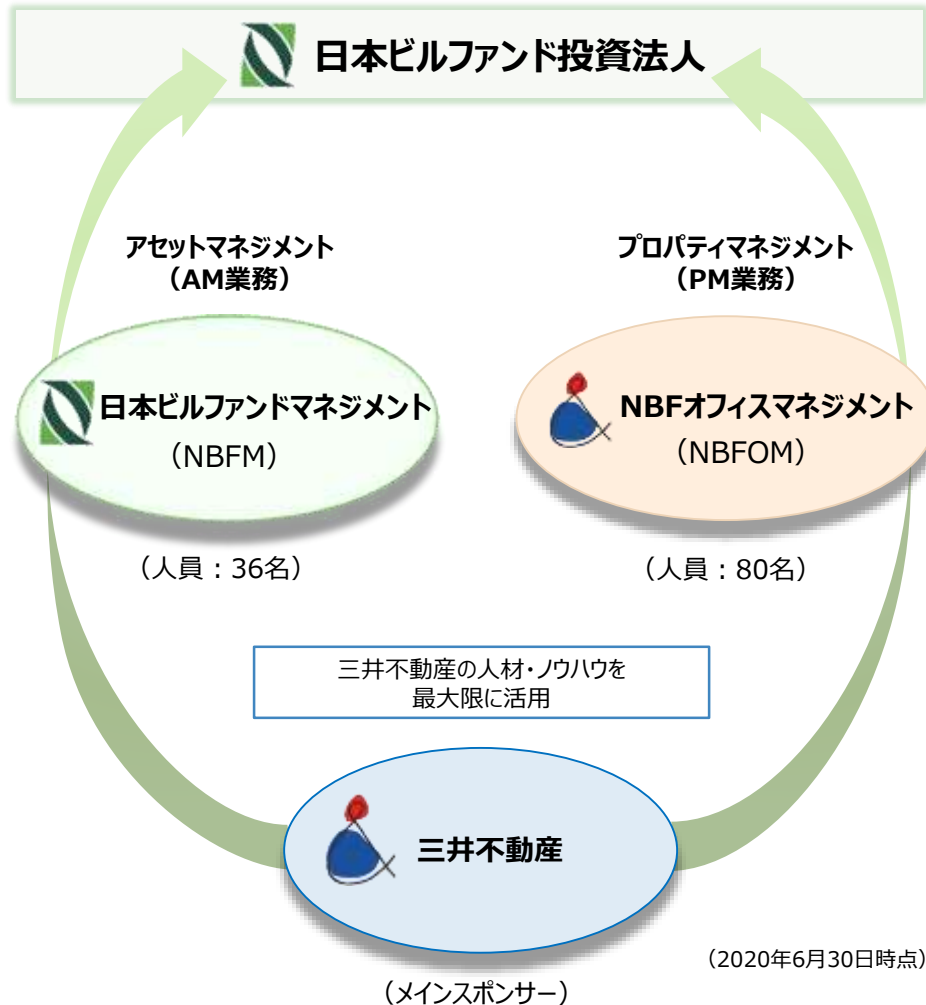 日本ビルファンド投資法人
アセットマネジメント
（AM業務）
プロパティマネジメント
（PM業務）
日本ビルファンドマネジメント
（NBFM）
NBFオフィスマネジメント
（NBFOM）
（人員：36名）
（人員：80名）
三井不動産の人材・ノウハウを
最大限に活用
三井不動産
（2020年6月30日時点）
（メインスポンサー）